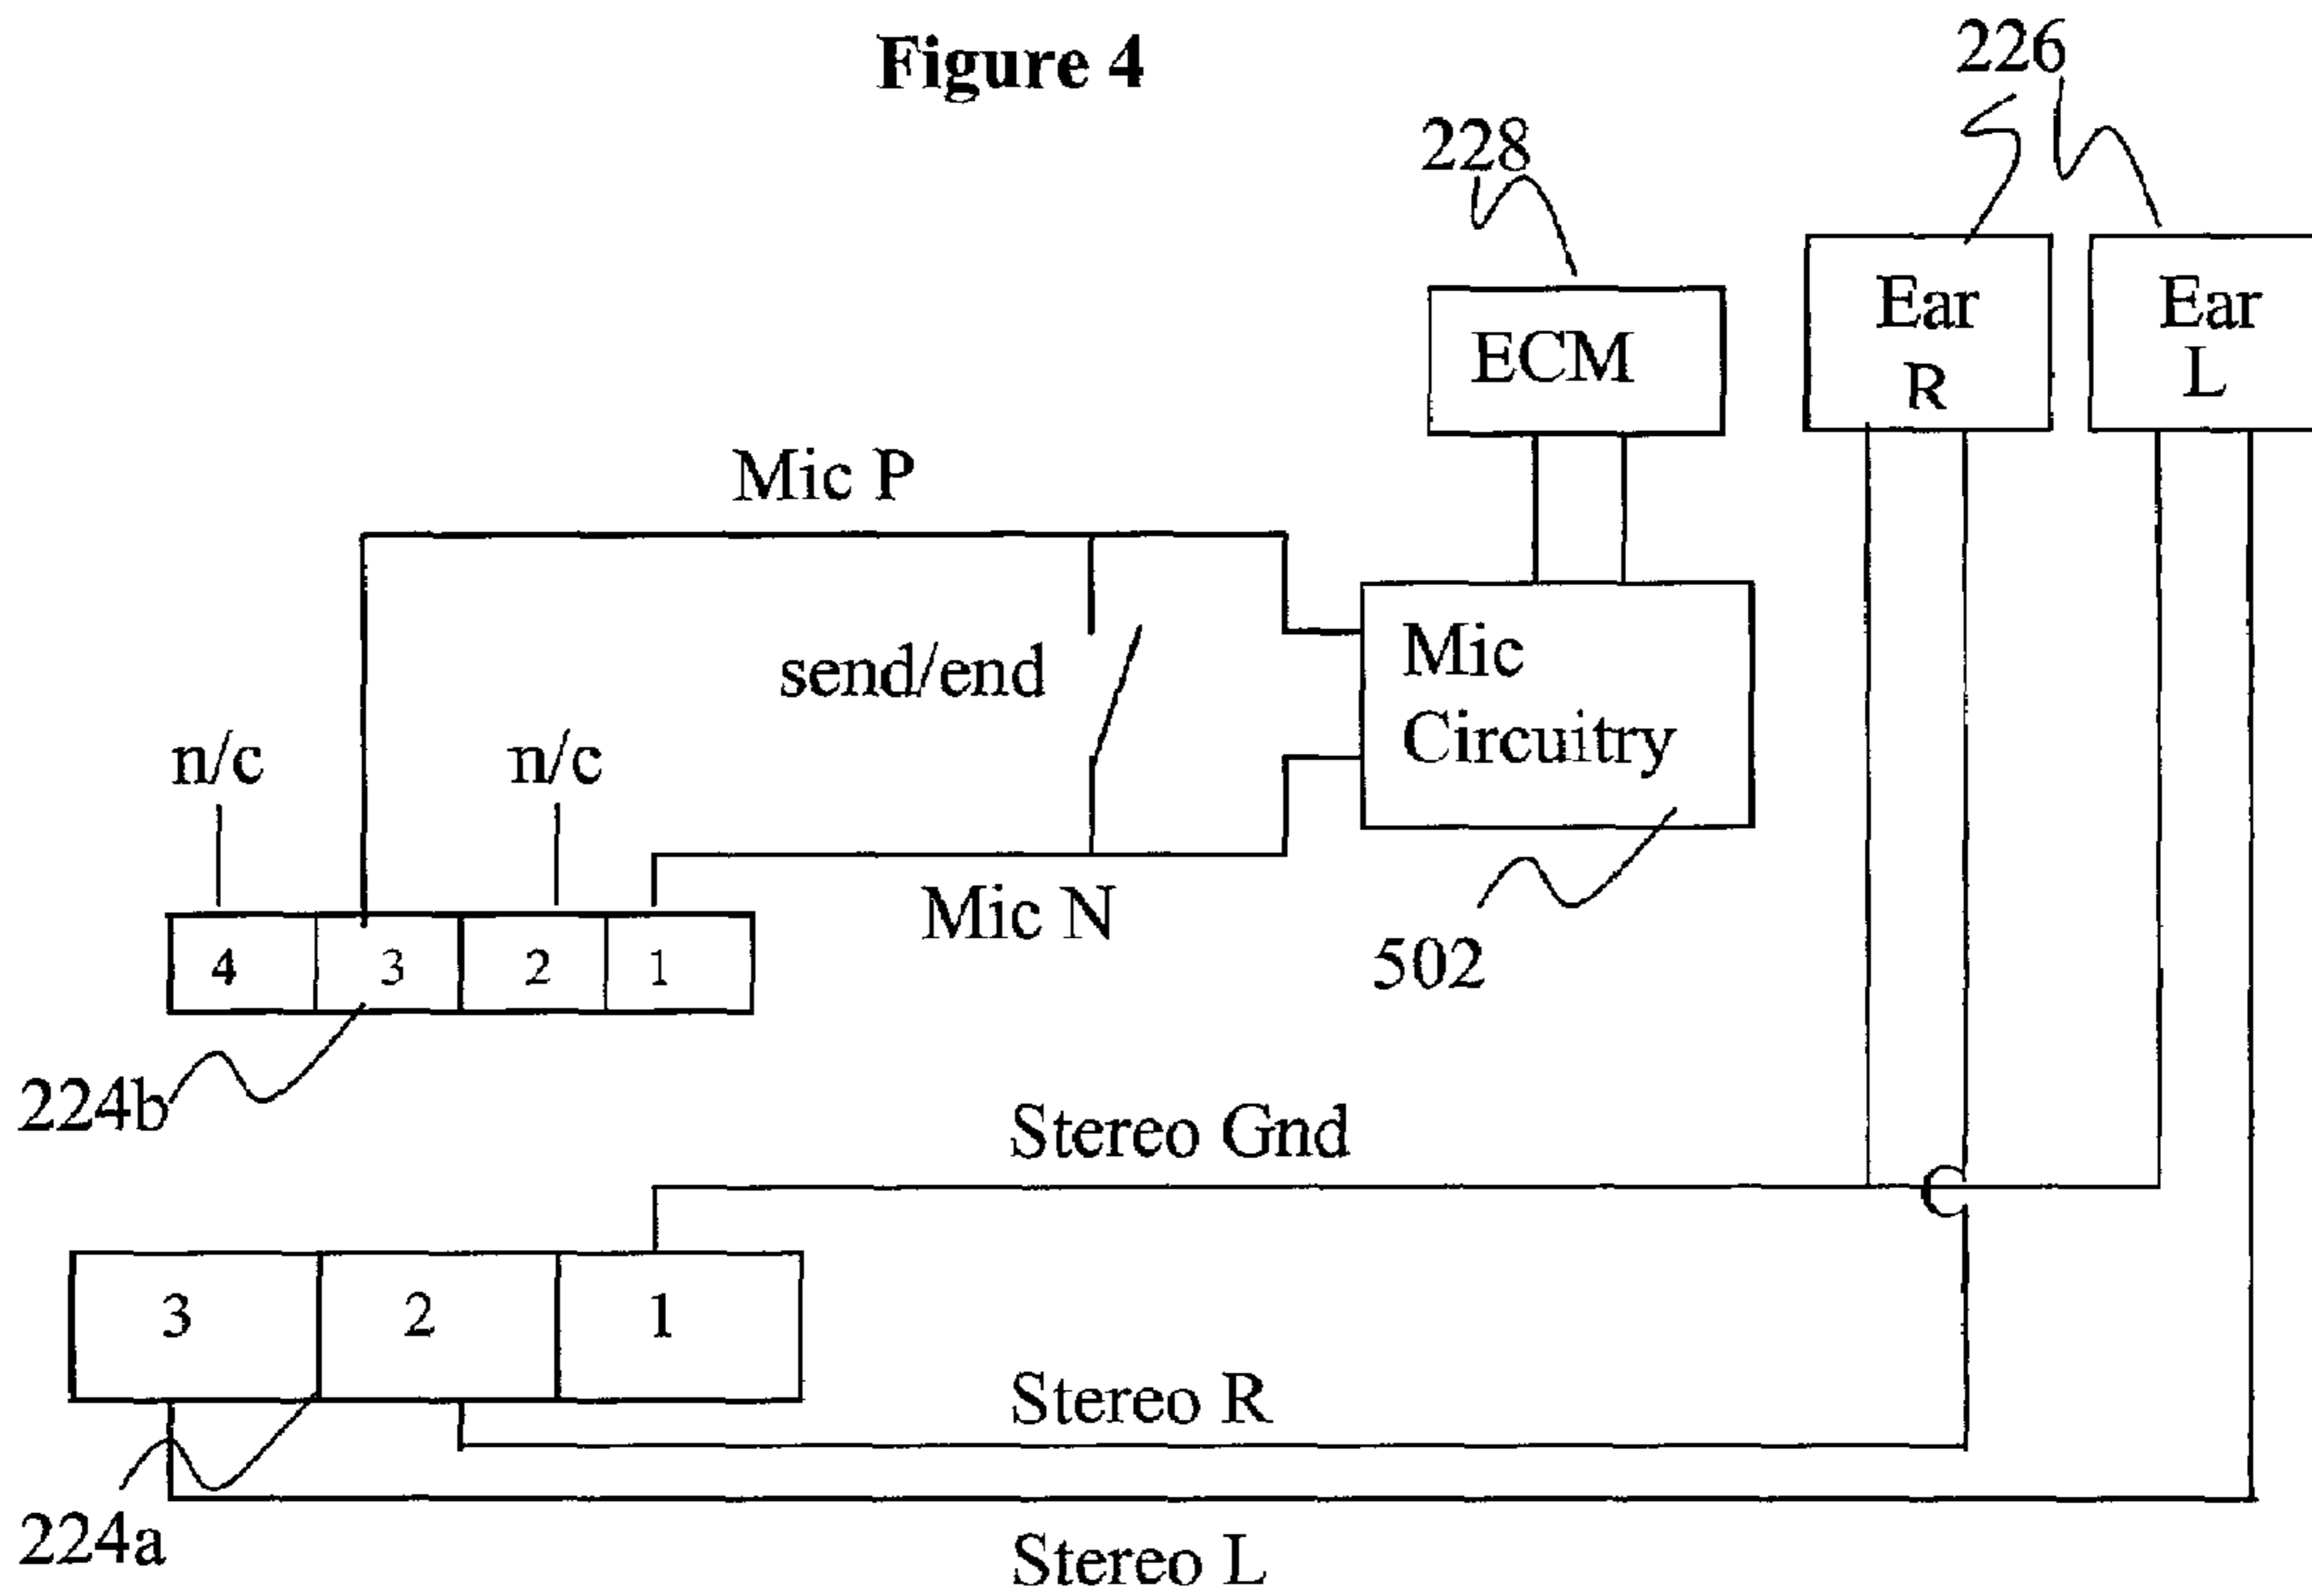 Figure 4
226
228
Ear
R
Ear
L
ECM
Mic P
Mic
Circuitry
send/end
n/c
n/c
Mic N
502
4
3
2
1
224b
Stereo Gnd
3
2
1
Stereo R
224a
Stereo L